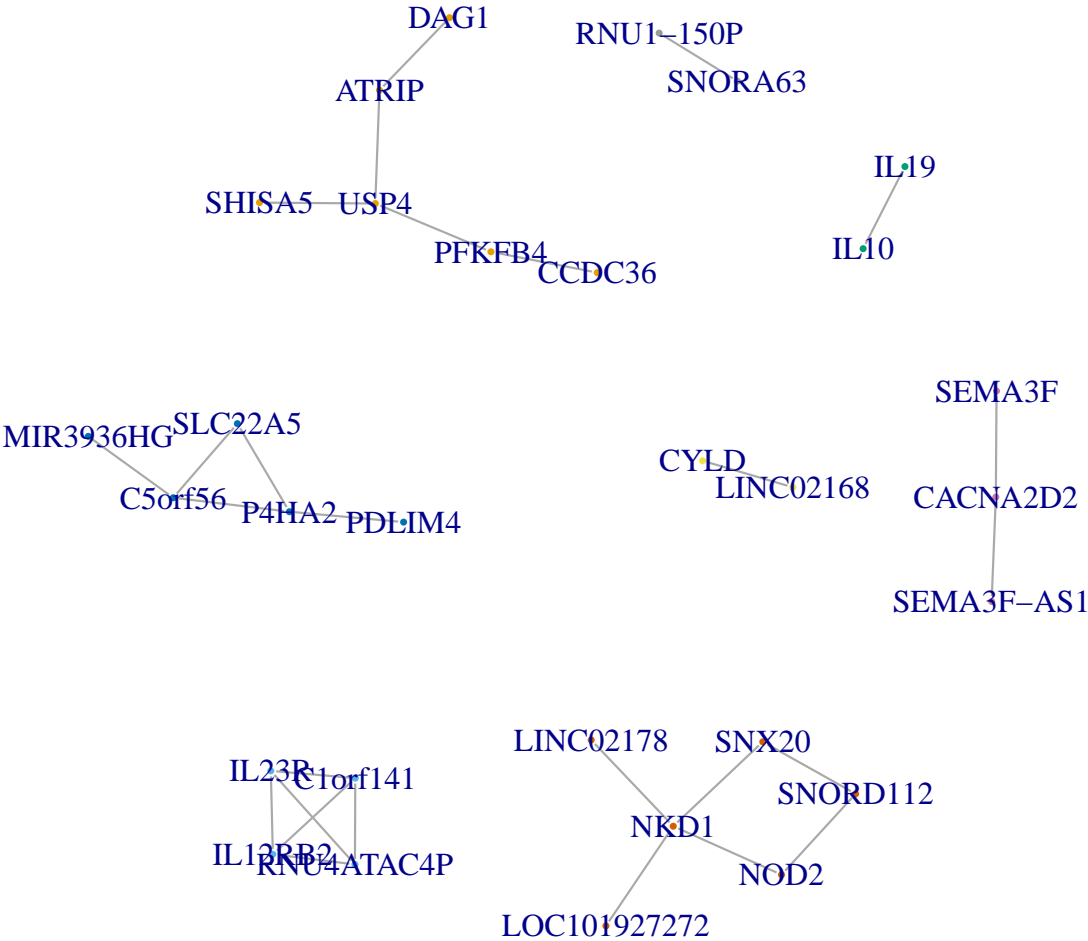 DAG1
RNU1−150P
SNORA63
ATRIP
IL19
SHISA5
USP4
IL10
PFKFB4
CCDC36
SEMA3F
SLC22A5
MIR3936HG
CYLD
LINC02168
C5orf56
CACNA2D2
P4HA2
PDLIM4
SEMA3F−AS1
LINC02178
SNX20
IL23R
C1orf141
SNORD112
NKD1
IL12RB2
RNU4ATAC4P
NOD2
LOC101927272